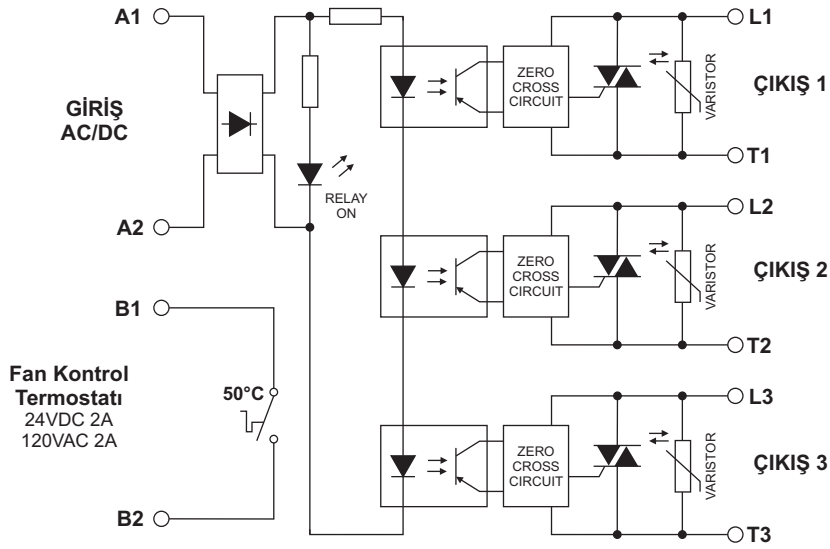 A1
GİRİŞ
AC/DC
A2
RELAY
ON
B1
Fan Kontrol
Termostatı
24VDC 2A
120VAC 2A
50°C
B2
ZERO
CROSS
CIRCUIT
VARISTOR
L1
ÇIKIŞ 1
T1
ZERO
CROSS
CIRCUIT
VARISTOR
L2
ÇIKIŞ 2
T2
ZERO
CROSS
CIRCUIT
VARISTOR
L3
ÇIKIŞ 3
T3